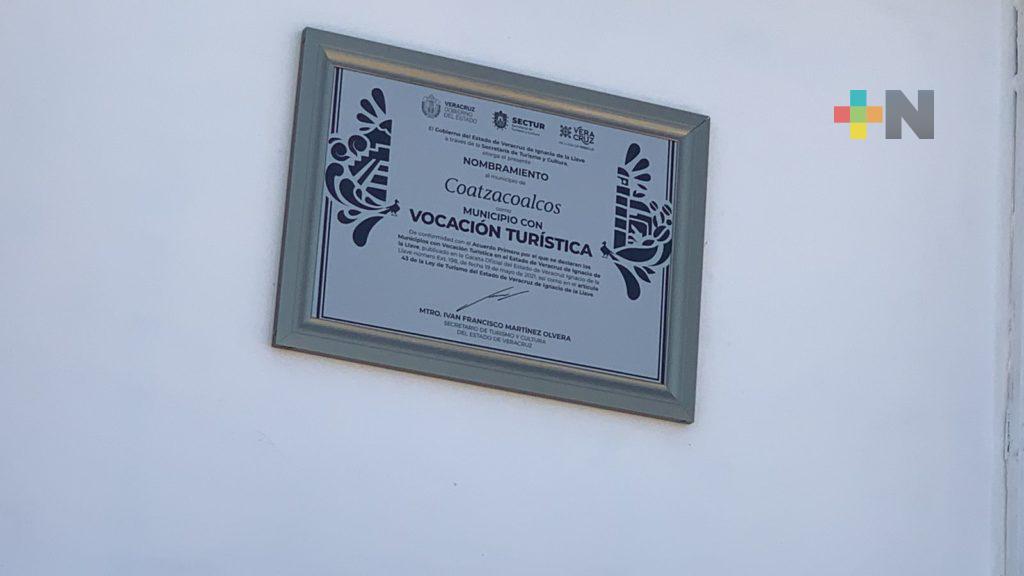 VERACRUZ
GOBIERNO
DEL ESTADO
SECTUR
VERA
CRUZ
El Gobierno del Estado de Veracruz de Ignacio de la Llave
a través de la Secretaría de Turismo y Cultura,
otorga el presente
NOMBRAMIENTO
al municipio de
Coatzacoalcos
como
MUNICIPIO CON
VOCACIÓN TURÍSTICA
De conformidad con el Acuerdo Primero por el que se declaran los
Municipios con Vocación Turística en el Estado de Veracruz de Ignacio de
la Llave, publicado en la Gaceta Oficial del Estado de Veracruz Ignacio de la
Llave número Ext. 198, de fecha 19 de mayo de 2021, así como en el artículo
43 de la Ley de Turismo del Estado de Veracruz de Ignacio de la Llave
MTRO. IVAN FRANCISCO MARTÍNEZ OLVERA
SECRETARIO DE TURISMO Y CULTURA
DEL ESTADO DE VERACRUZ
+N